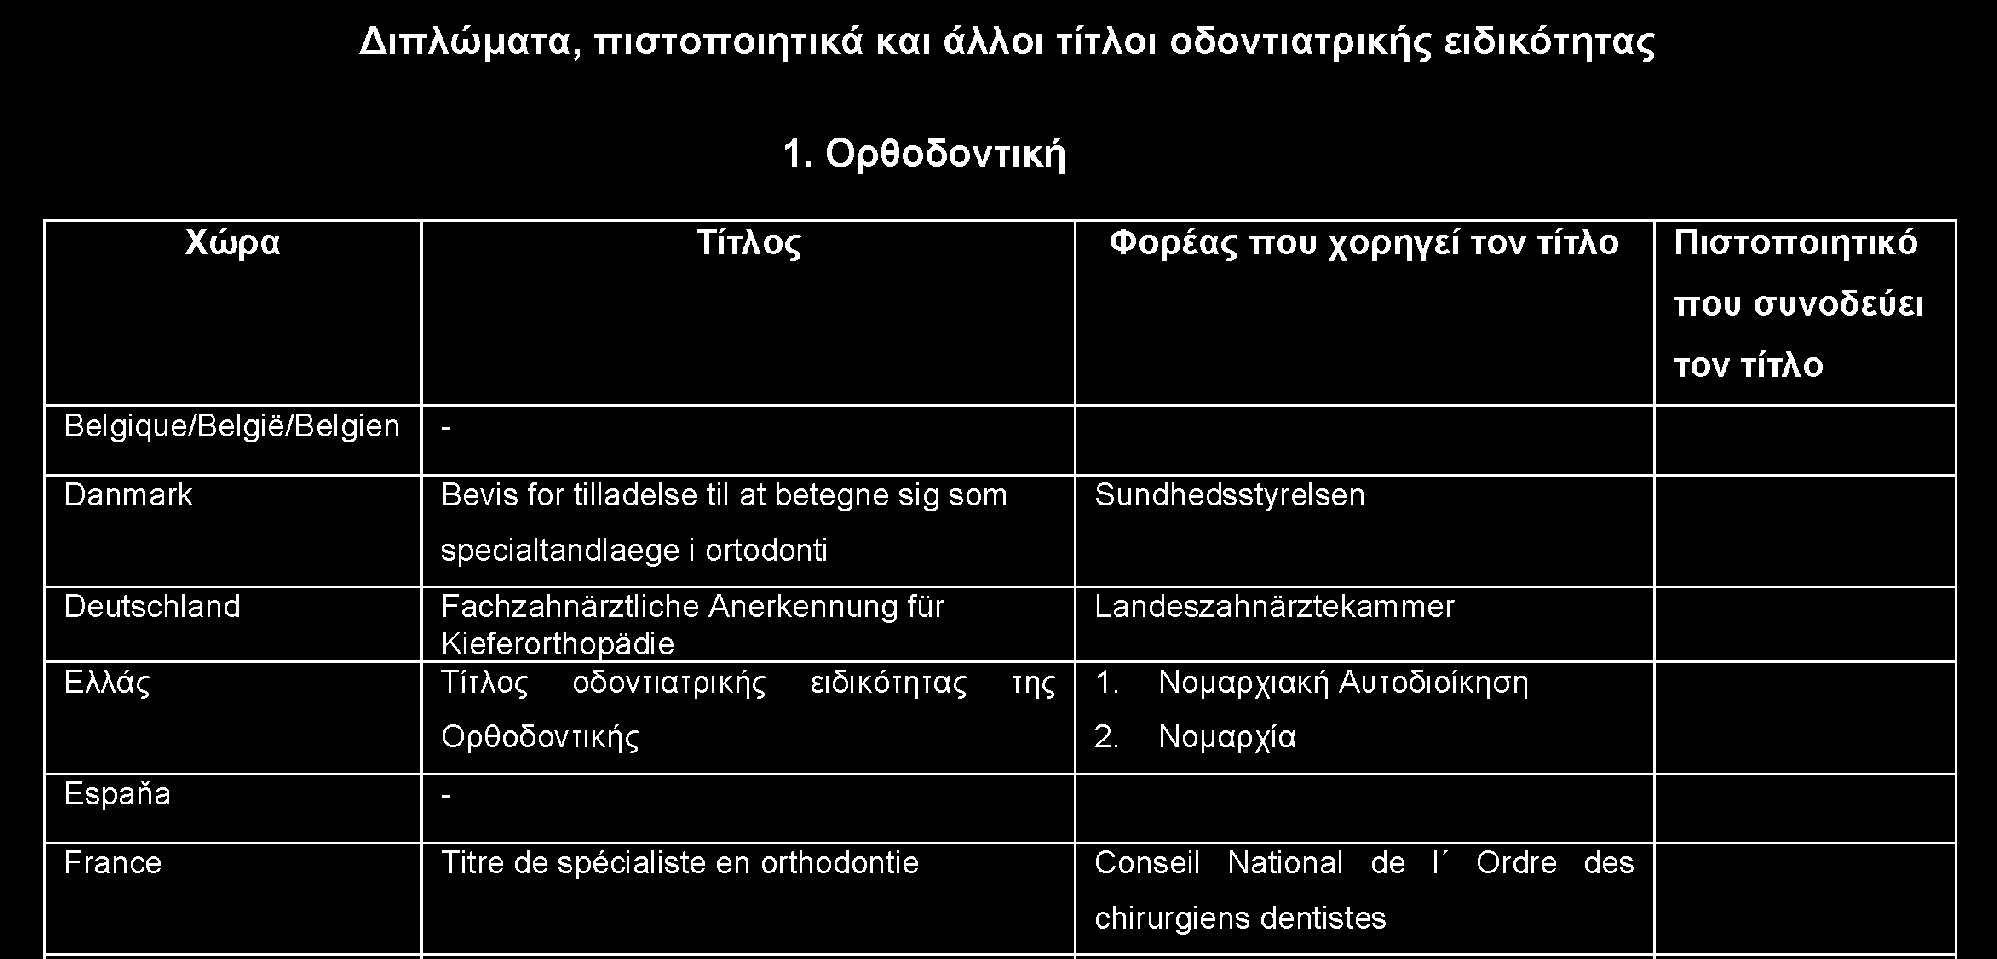 Διπλώματα, πιστοποιητικά και άλλοι τίτλοι οδοντιατρικής ειδικότητας
1. Ορθοδοντική
Χώρα Τίτλος Φορέας που χορηγεί τον τίτλο Πιστοποιητικό
που συνοδεύει
τον τίτλο
Belgique/België/Belgien -
Danmark Bevis for tilladelse til at betegne sig som Sundhedsstyrelsen
specialtandlaege i ortodonti
Deutschland Fachzahnärztliche Anerkennung für Landeszahnärztekammer
Kieferorthopädie
Ελλάς Τίτλος οδοντιατρικής ειδικότητας της 1. Νομαρχιακή Αυτοδιοίκηση
Ορθοδοντικής 2. Νομαρχία
Espaňa -
France Titre de spécialiste en orthodontie Conseil National de l΄ Ordre des
chirurgiens dentistes